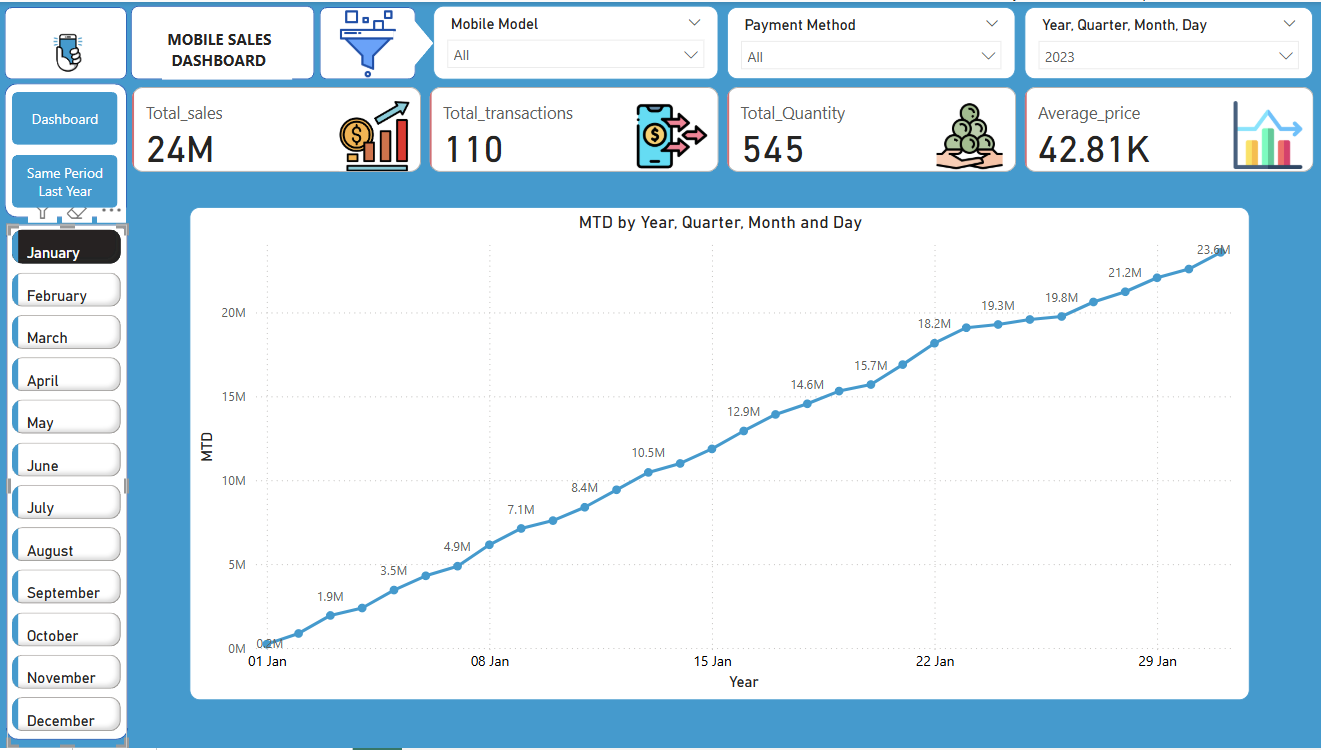 MOBILE SALES
DASHBOARD
Mobile Model
All
Payment Method
All
Year, Quarter, Month, Day
2023
Dashboard
Same Period
Last Year
Total_sales
24M
Total_transactions
110
Total_Quantity
545
Average_price
42.81K
January
February
March
April
May
June
July
August
September
October
November
December
MTD by Year, Quarter, Month and Day
MTD
20M
15M
10M
5M
0M
0.2M
1.9M
3.5M
4.9M
7.1M
8.4M
10.5M
12.9M
14.6M
15.7M
18.2M
19.3M
19.8M
21.2M
23.6M
01 Jan
08 Jan
15 Jan
22 Jan
29 Jan
Year